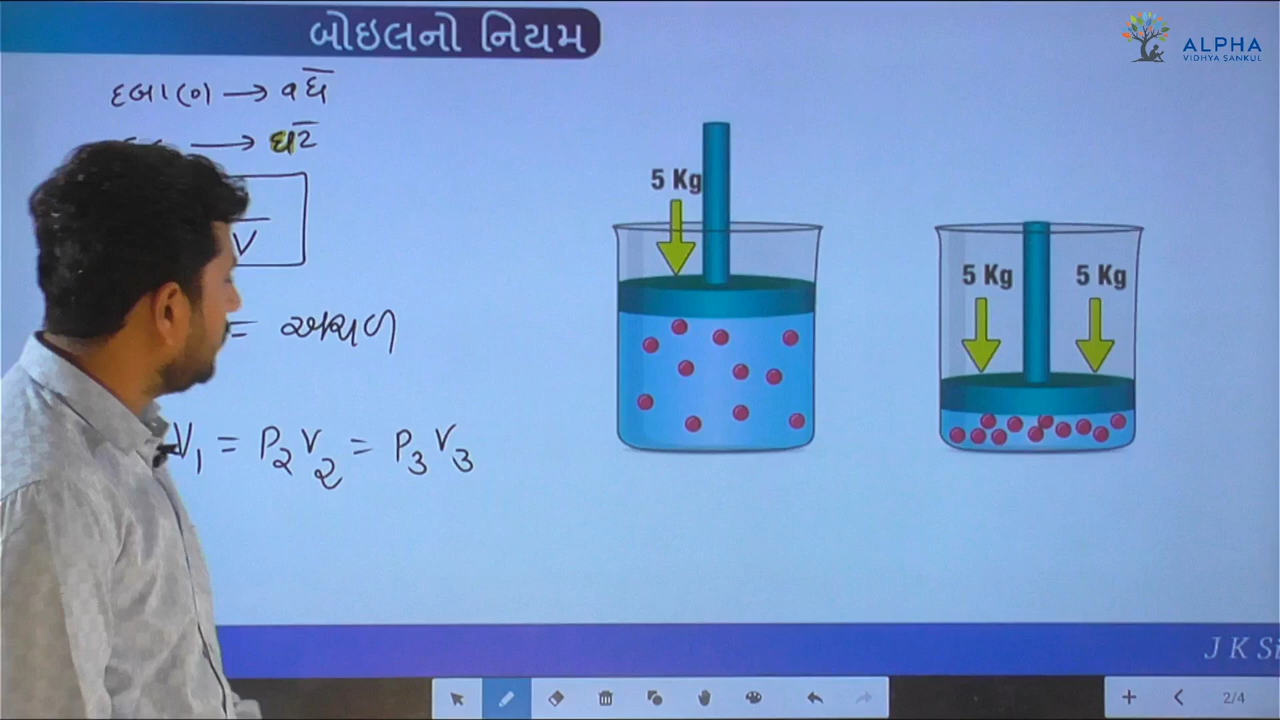 બોઇલનો નિયમ
ALPHA
VIDHYA SANKUL
દબાણ → વધે
→ ઘટે
V
= અચળ
V₁ = P₂V₂ = P₃V₃
5 Kg
5 Kg 5 Kg
J K Si
2/4